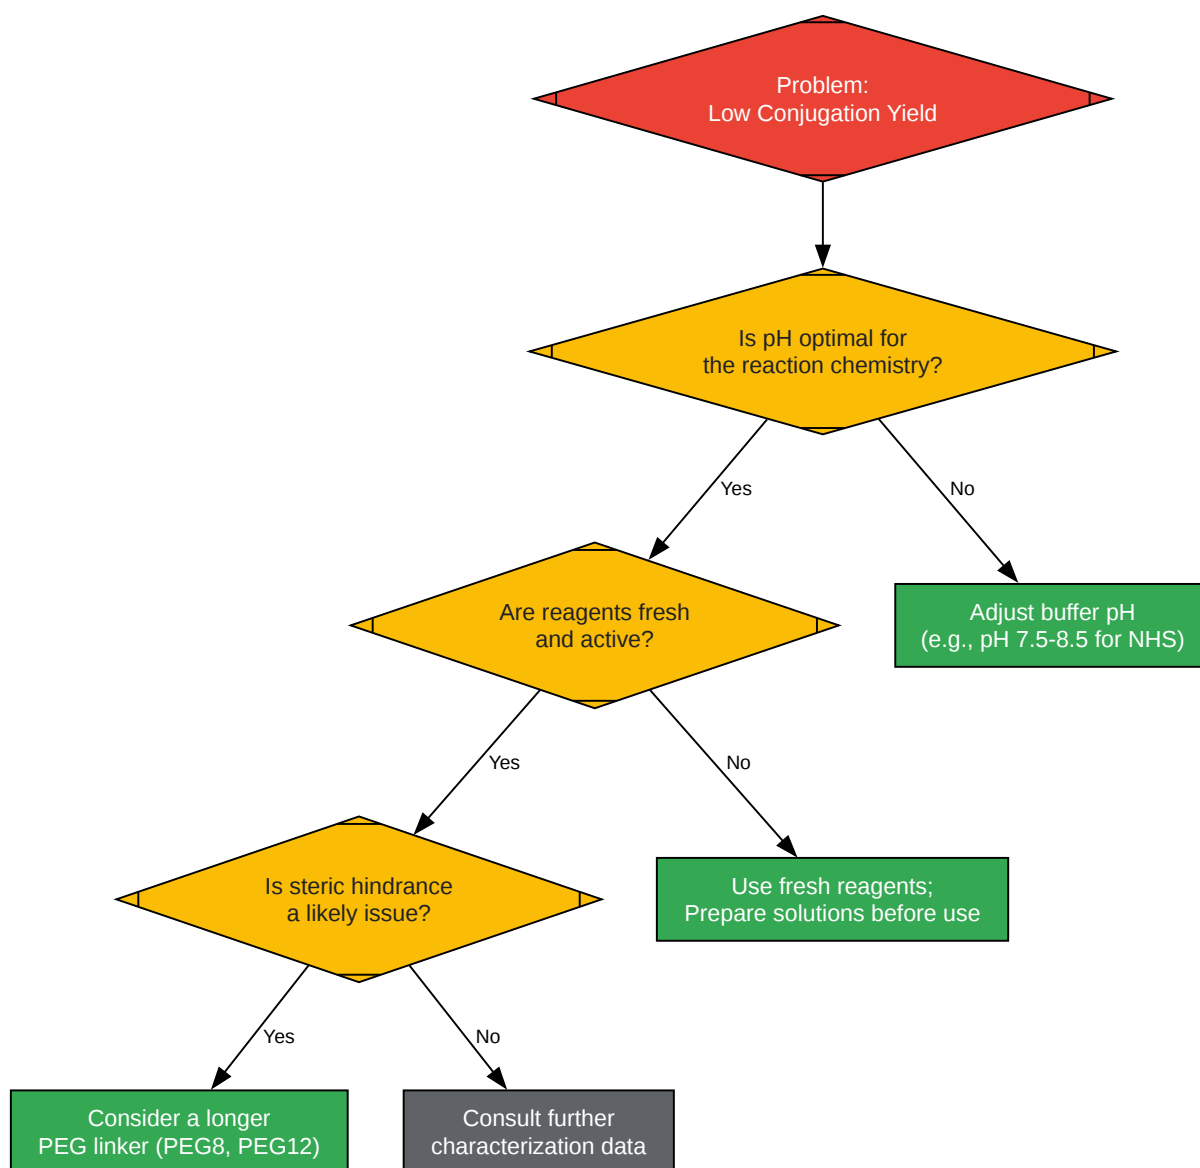 Problem:
Low Conjugation Yield
Is pH optimal for
the reaction chemistry?
Yes
No
Are reagents fresh
and active?
Adjust buffer pH
(e.g., pH 7.5-8.5 for NHS)
Yes
No
Is steric hindrance
a likely issue?
Use fresh reagents;
Prepare solutions before use
Yes
No
Consider a longer
PEG linker (PEG8, PEG12)
Consult further
characterization data